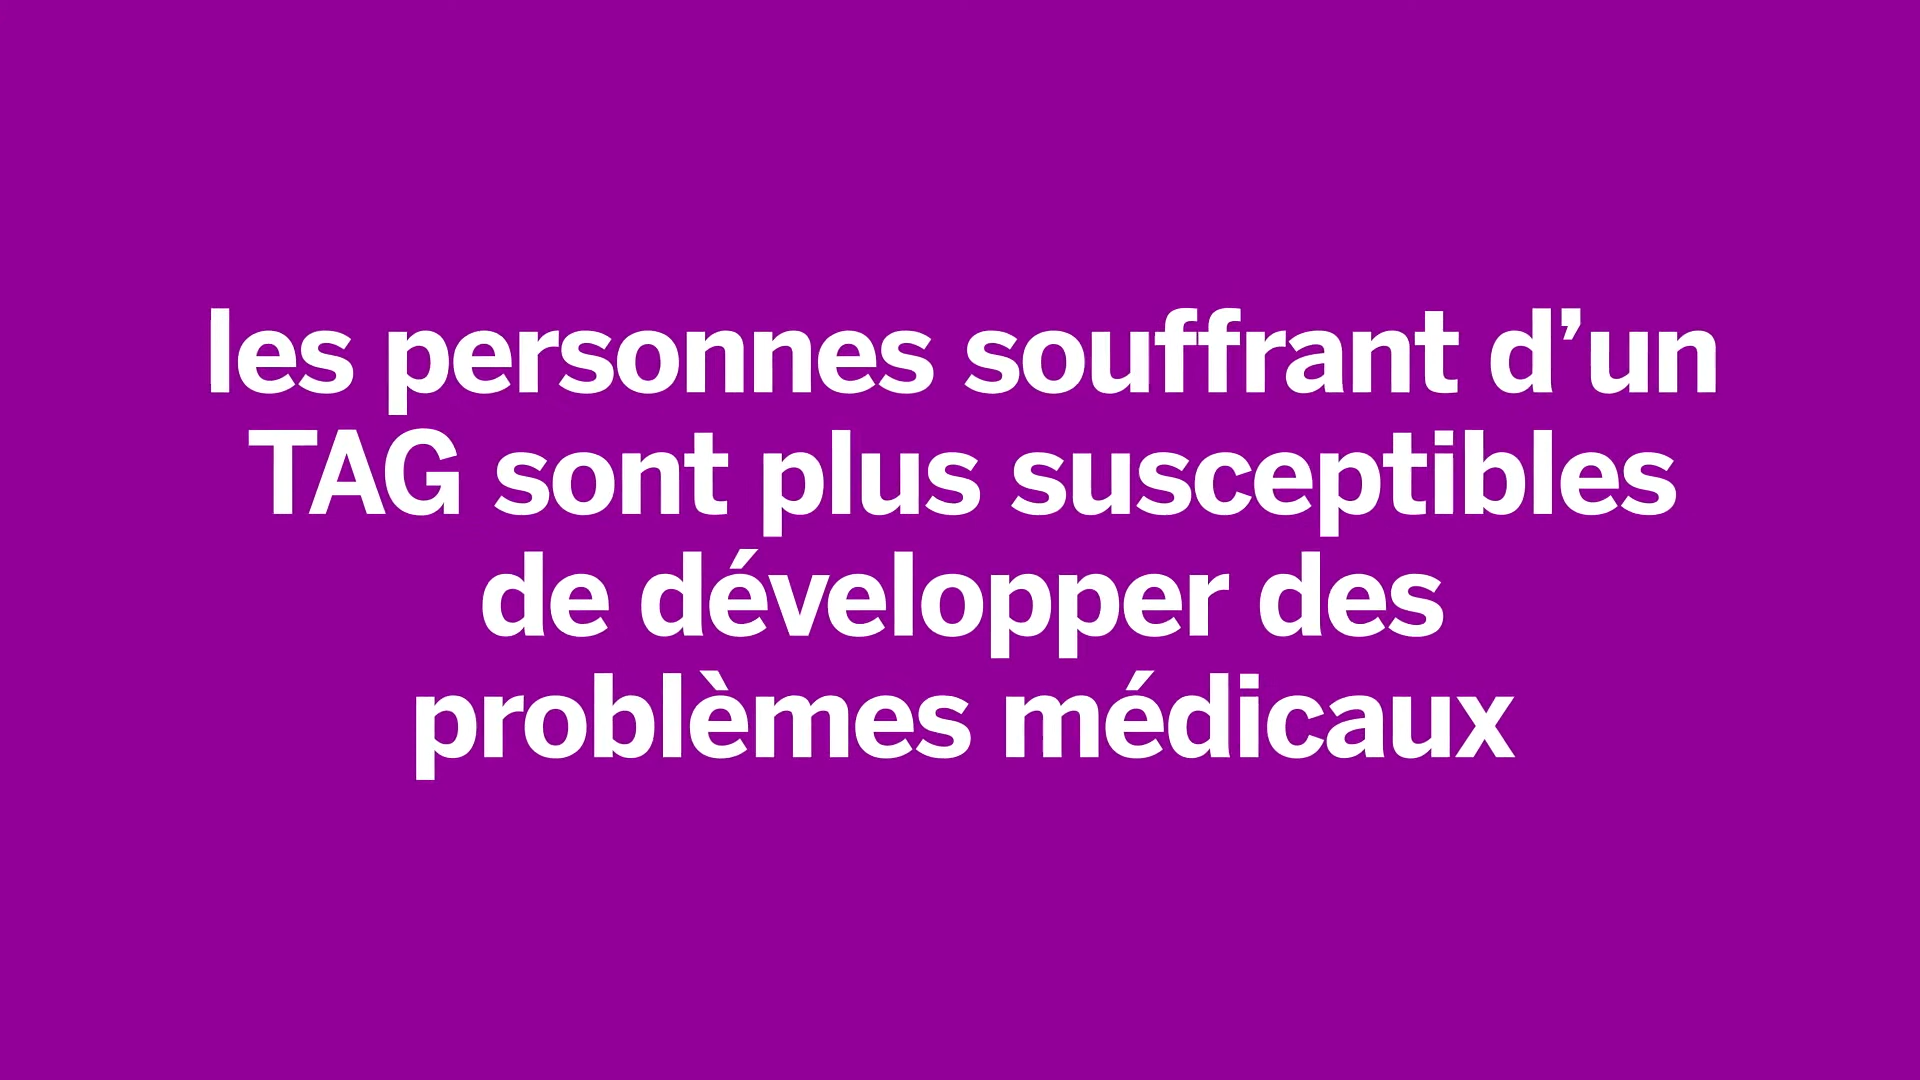 les personnes souffrant d’un
TAG sont plus susceptibles
de développer des
problèmes médicaux